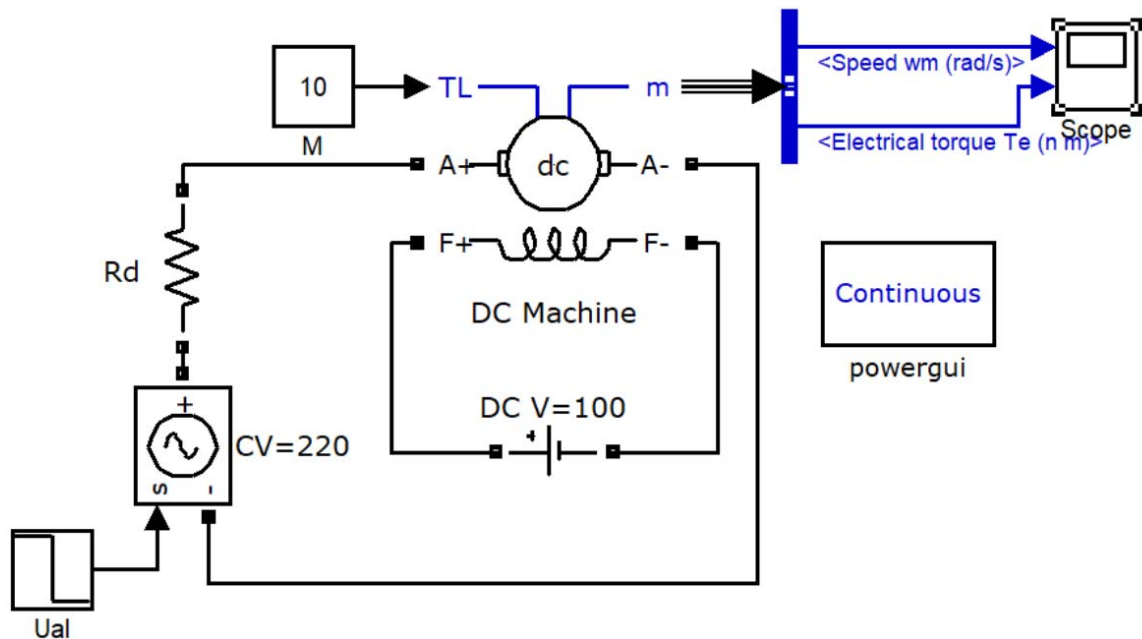 10
M
TL
m
<Speed wm (rad/s)>
<Electrical torque Te (n m)>
Scope
A+
dc
A-
F+
F-
Rd
DC Machine
Continuous
powergui
DC V=100
+
+
CV=220
s
-
Ual